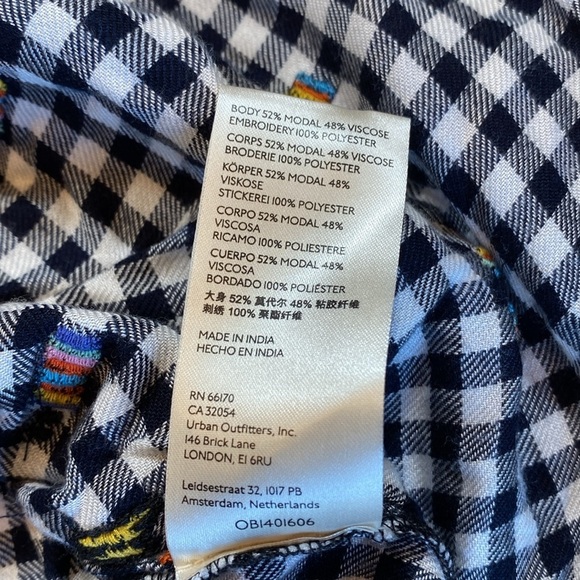 BODY 52% MODAL 48% VISCOSE
EMBROIDERY 100% POLYESTER
CORPS 52% MODAL 48% VISCOSE
BRODERIE 100% POLYESTER
KÖRPER 52% MODAL 48%
VISKOSE
STICKEREI 100% POLYESTER
CORPO 52% MODAL 48%
VISCOSA
RICAMO 100% POLIESTERE
CUERPO 52% MODAL 48%
VISCOSA
BORDADO 100% POLIÉSTER
大身 52% 莫代尔 48% 粘胶纤维
刺绣 100% 聚酯纤维
MADE IN INDIA
HECHO EN INDIA
RN 66170
CA 32054
Urban Outfitters, Inc.
146 Brick Lane
LONDON, E1 6RU
Leidsestraat 32, 1017 PB
Amsterdam, Netherlands
OB1401606